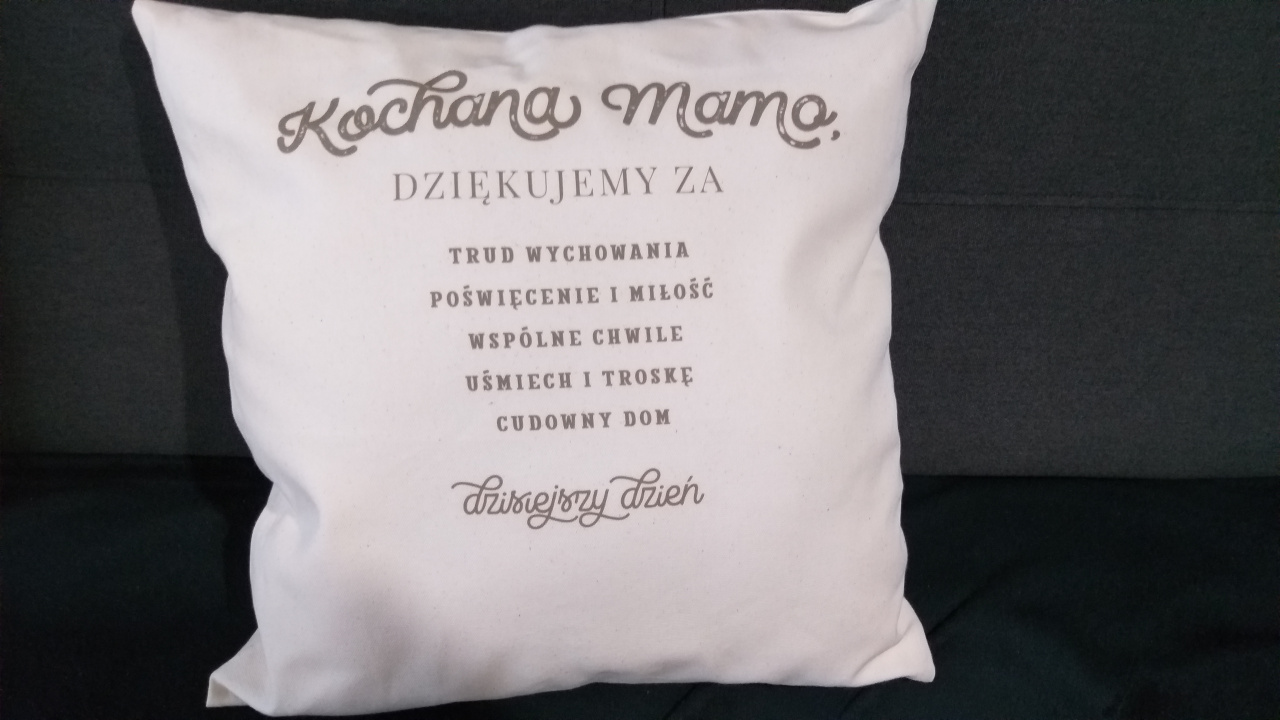 Kochana Mamo,
DZIĘKUJEMY ZA
TRUD WYCHOWANIA
POŚWIĘCENIE I MIŁOŚĆ
WSPÓLNE CHWILE
UŚMIECH I TROSKĘ
CUDOWNY DOM
dzisiejszy dzień